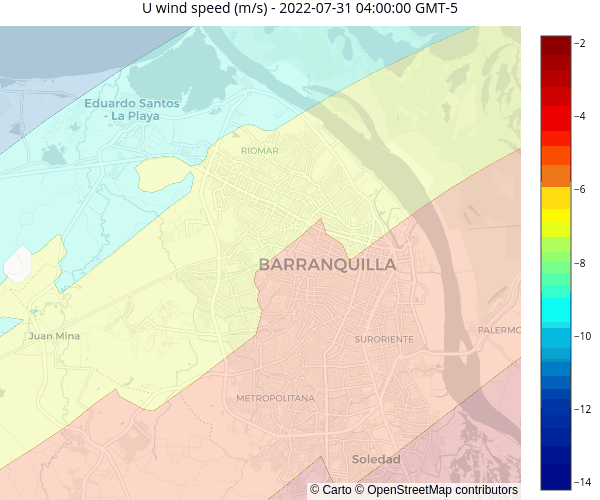 U wind speed (m/s) - 2022-07-31 04:00:00 GMT-5
Eduardo Santos
- La Playa
RIOMAR
BARRANQUILLA
Juan Mina
SURORIENTE
PALERMO
METROPOLITANA
Soledad
© Carto © OpenStreetMap contributors
−2
−4
−6
−8
−10
−12
−14